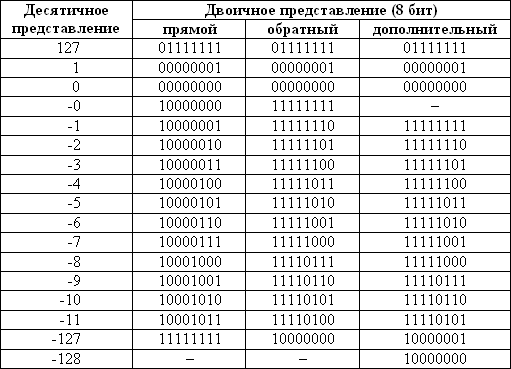 Десятичное представление Двоичное представление (8 бит)
прямой обратный дополнительный
127 01111111 01111111 01111111
1 00000001 00000001 00000001
0 00000000 00000000 00000000
-0 10000000 11111111 –
-1 10000001 11111110 11111111
-2 10000010 11111101 11111110
-3 10000011 11111100 11111101
-4 10000100 11111011 11111100
-5 10000101 11111010 11111011
-6 10000110 11111001 11111010
-7 10000111 11111000 11111001
-8 10001000 11110111 11111000
-9 10001001 11110110 11110111
-10 10001010 11110101 11110110
-11 10001011 11110100 11110101
-127 11111111 10000000 10000001
-128 – – 10000000